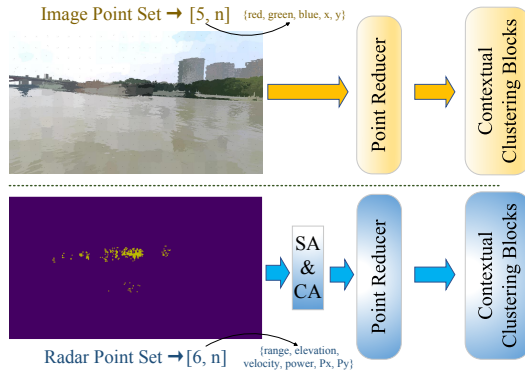 Image Point Set → [5, n]
{red, green, blue, x, y}
Point Reducer
Contextual
Clustering Blocks
SA
&
CA
Point Reducer
Contextual
Clustering Blocks
Radar Point Set → [6, n]
{range, elevation,
velocity, power, Px, Py}